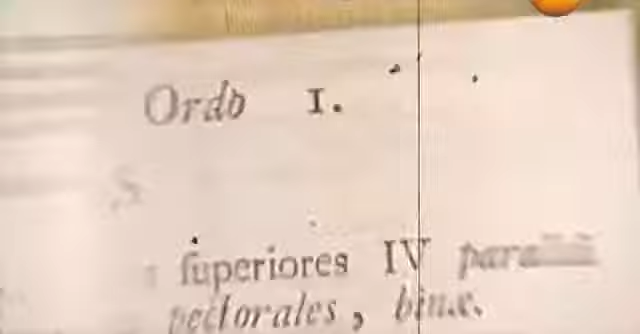 Ordo I.
ſuperiores IV
pectorales, binæ.